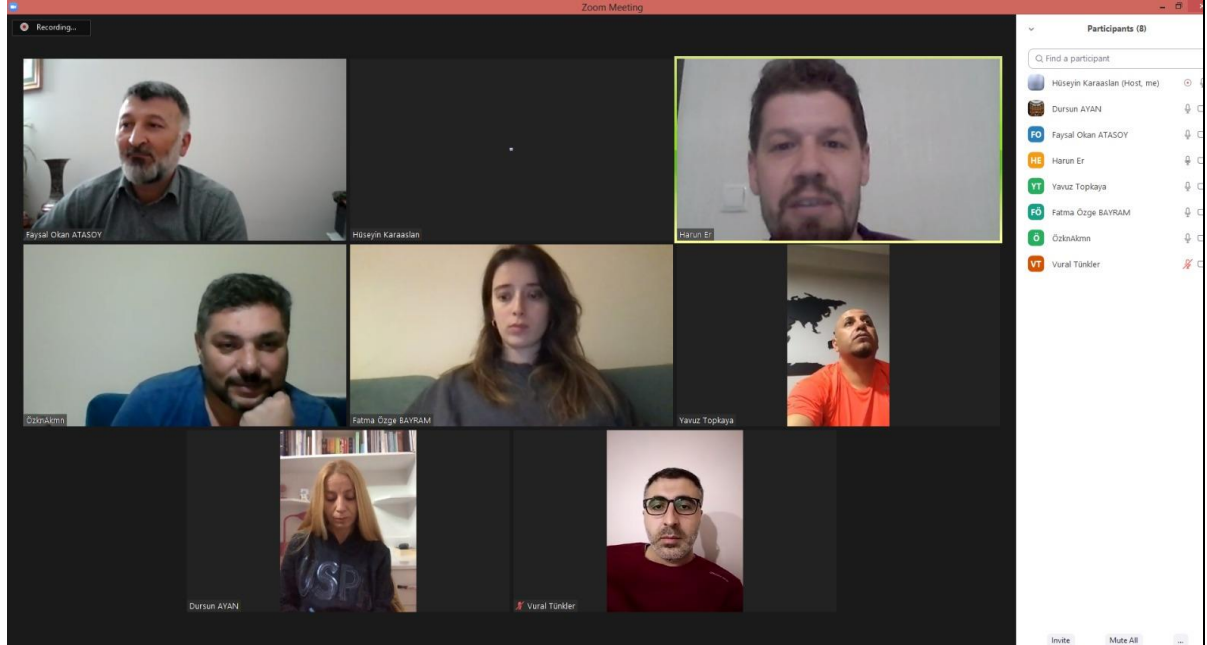 Zoom Meeting
Recording...
Participants (8)
Find a participant
Hüseyin Karaaslan (Host, me)
Dursun AYAN
FO Faysal Okan ATASOY
HE Harun Er
YT Yavuz Topkaya
FÖ Fatma Özge BAYRAM
Ö ÖzknAkmn
VT Vural Tünkler
Faysal Okan ATASOY
Hüseyin Karaaslan
Harun Er
ÖzknAkmn
Fatma Özge BAYRAM
Yavuz Topkaya
Dursun AYAN
Vural Tünkler
USPA
Invite
Mute All
...